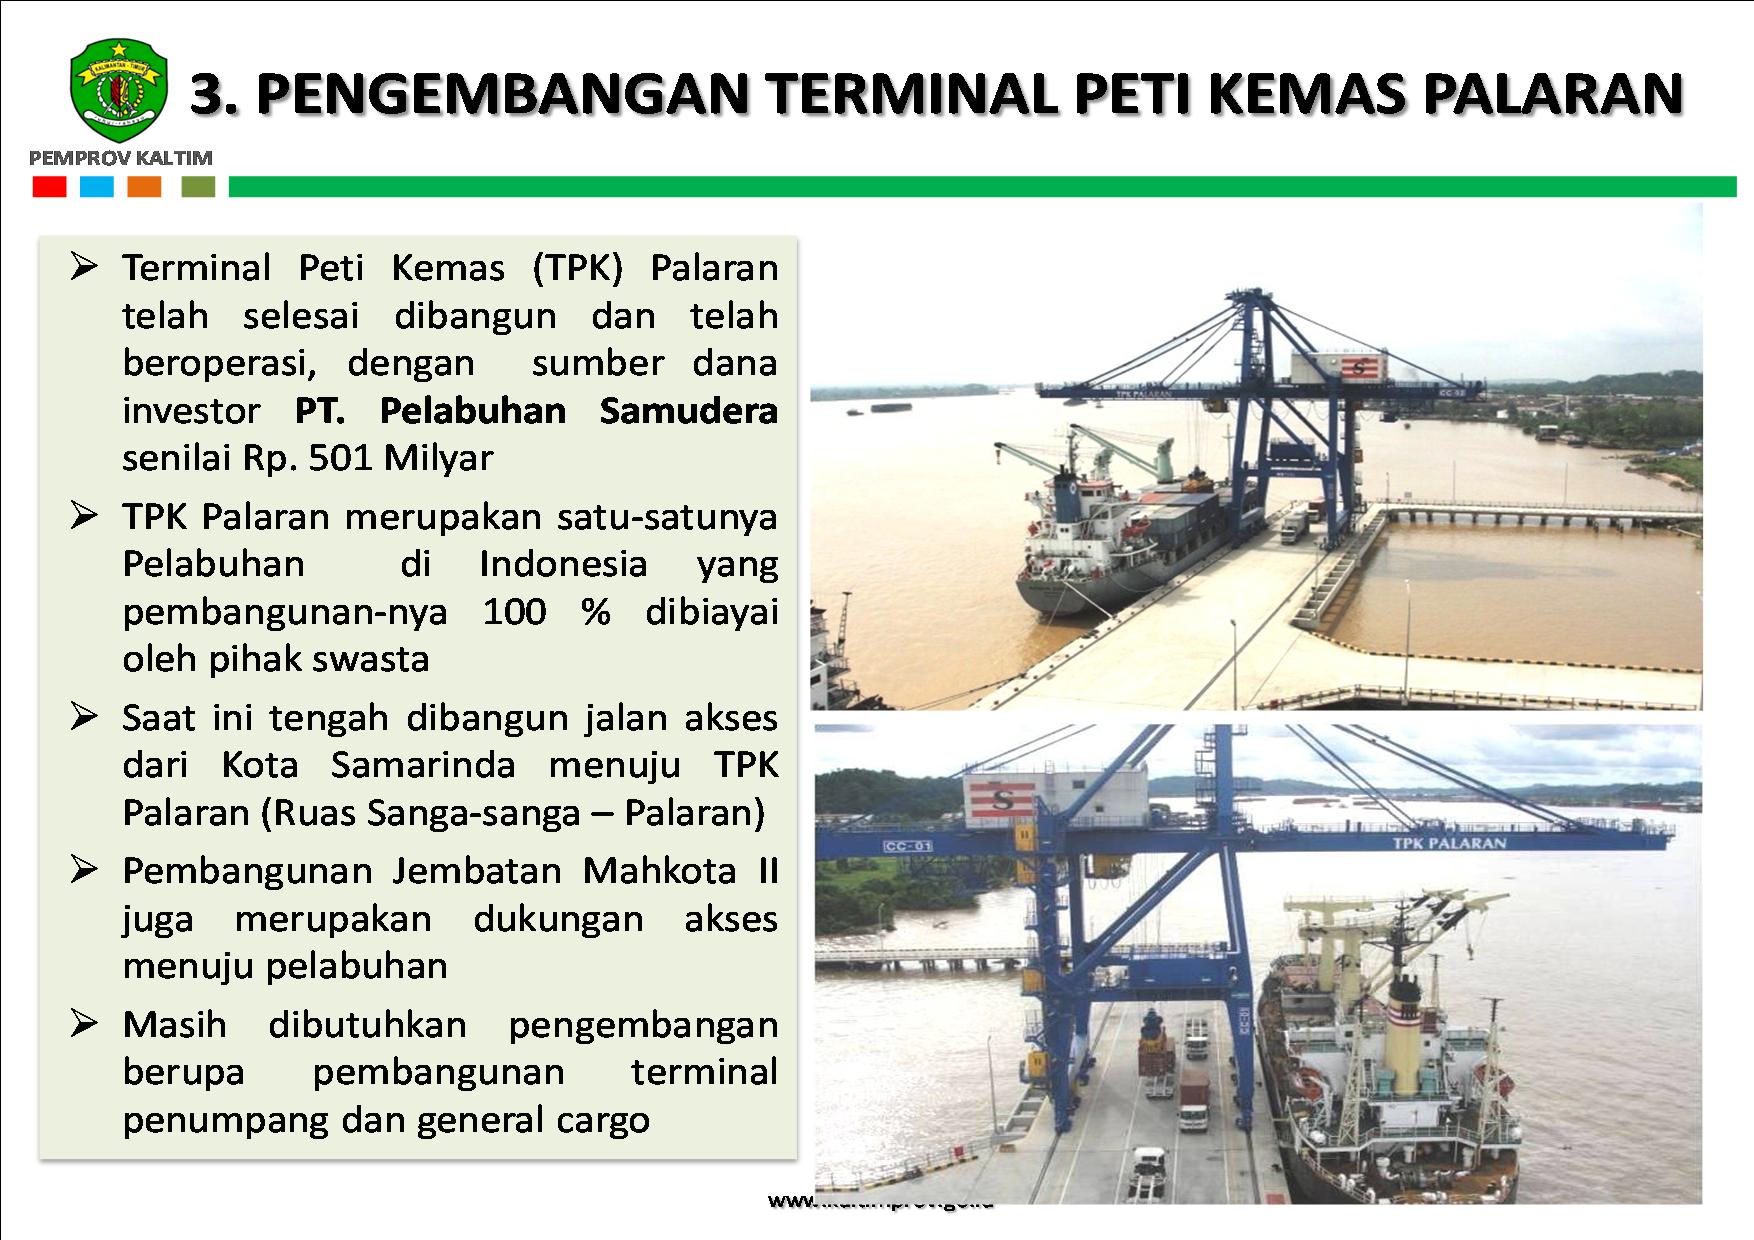 3. PENGEMBANGAN TERMINAL PETI KEMAS PALARAN
KALIMANTAN - TIMUR
PEMPROV KALTIM
➢ Terminal Peti Kemas (TPK) Palaran
telah selesai dibangun dan telah
beroperasi, dengan sumber dana
investor PT. Pelabuhan Samudera
senilai Rp. 501 Milyar
➢ TPK Palaran merupakan satu-satunya
Pelabuhan di Indonesia yang
pembangunan-nya 100 % dibiayai
oleh pihak swasta
➢ Saat ini tengah dibangun jalan akses
dari Kota Samarinda menuju TPK
Palaran (Ruas Sanga-sanga – Palaran)
➢ Pembangunan Jembatan Mahkota II
juga merupakan dukungan akses
menuju pelabuhan
➢ Masih dibutuhkan pengembangan
berupa pembangunan terminal
penumpang dan general cargo
S
TPK PALARAN
CC-02
S
CC-01
TPK PALARAN